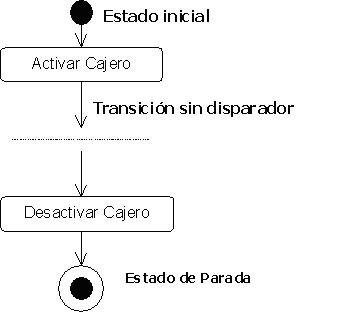 Estado inicial
Activar Cajero
Transición sin disparador
Desactivar Cajero
Estado de Parada